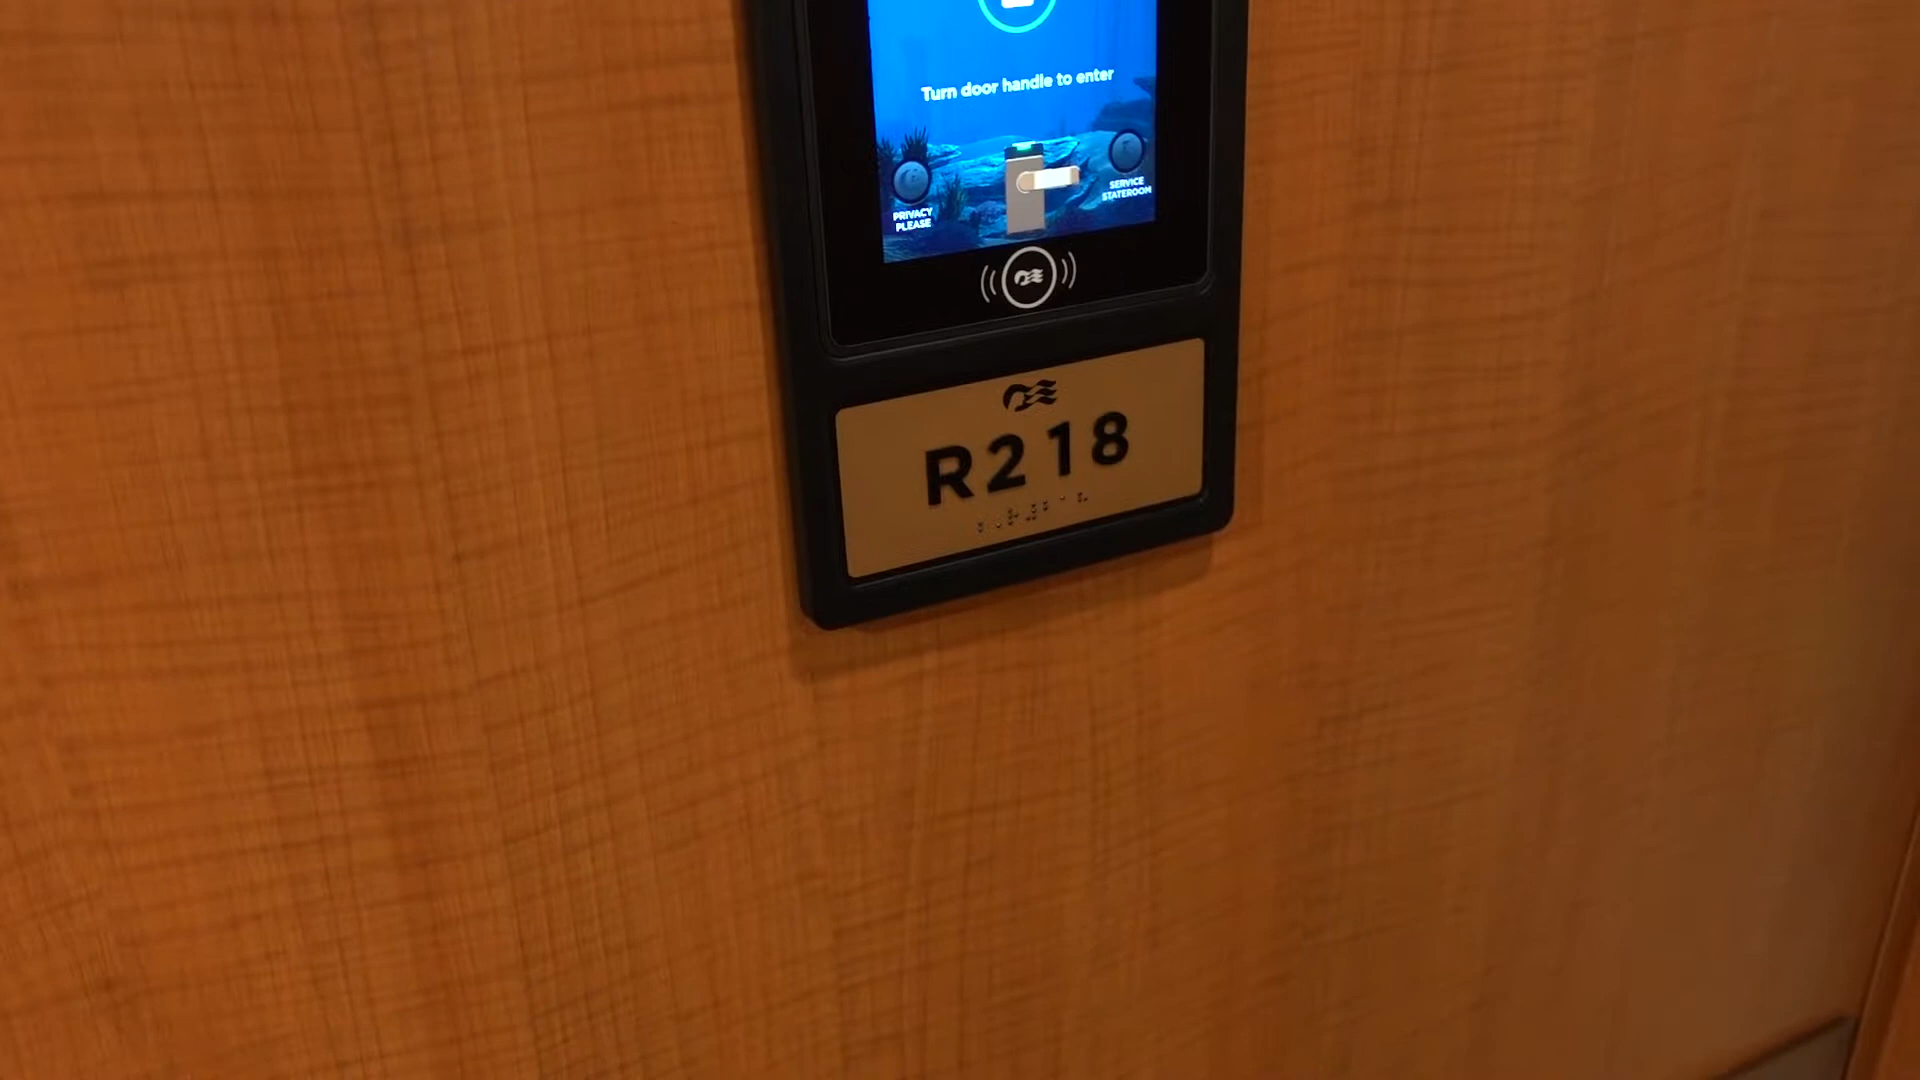 Turn door handle to enter
PRIVACY
PLEASE
SERVICE
STATEROOM
R218